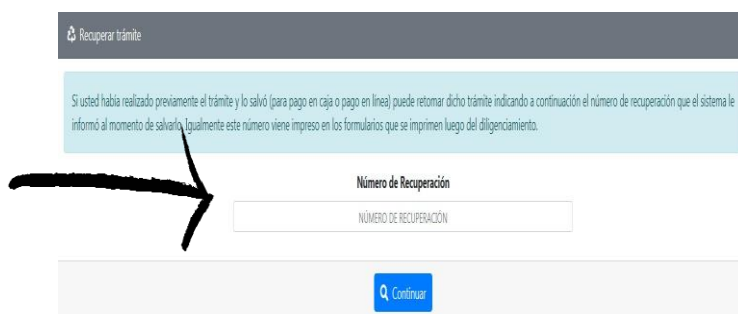 Recuperar trámite
Si usted había realizado previamente el trámite y lo salvó (para pago en caja o pago en línea) puede retomar dicho trámite indicando a continuación el número de recuperación que el sistema le
informó al momento de salvarlo. Igualmente este número viene impreso en los formularios que se imprimen luego del diligenciamiento.
Número de Recuperación
NÚMERO DE RECUPERACIÓN
Continuar